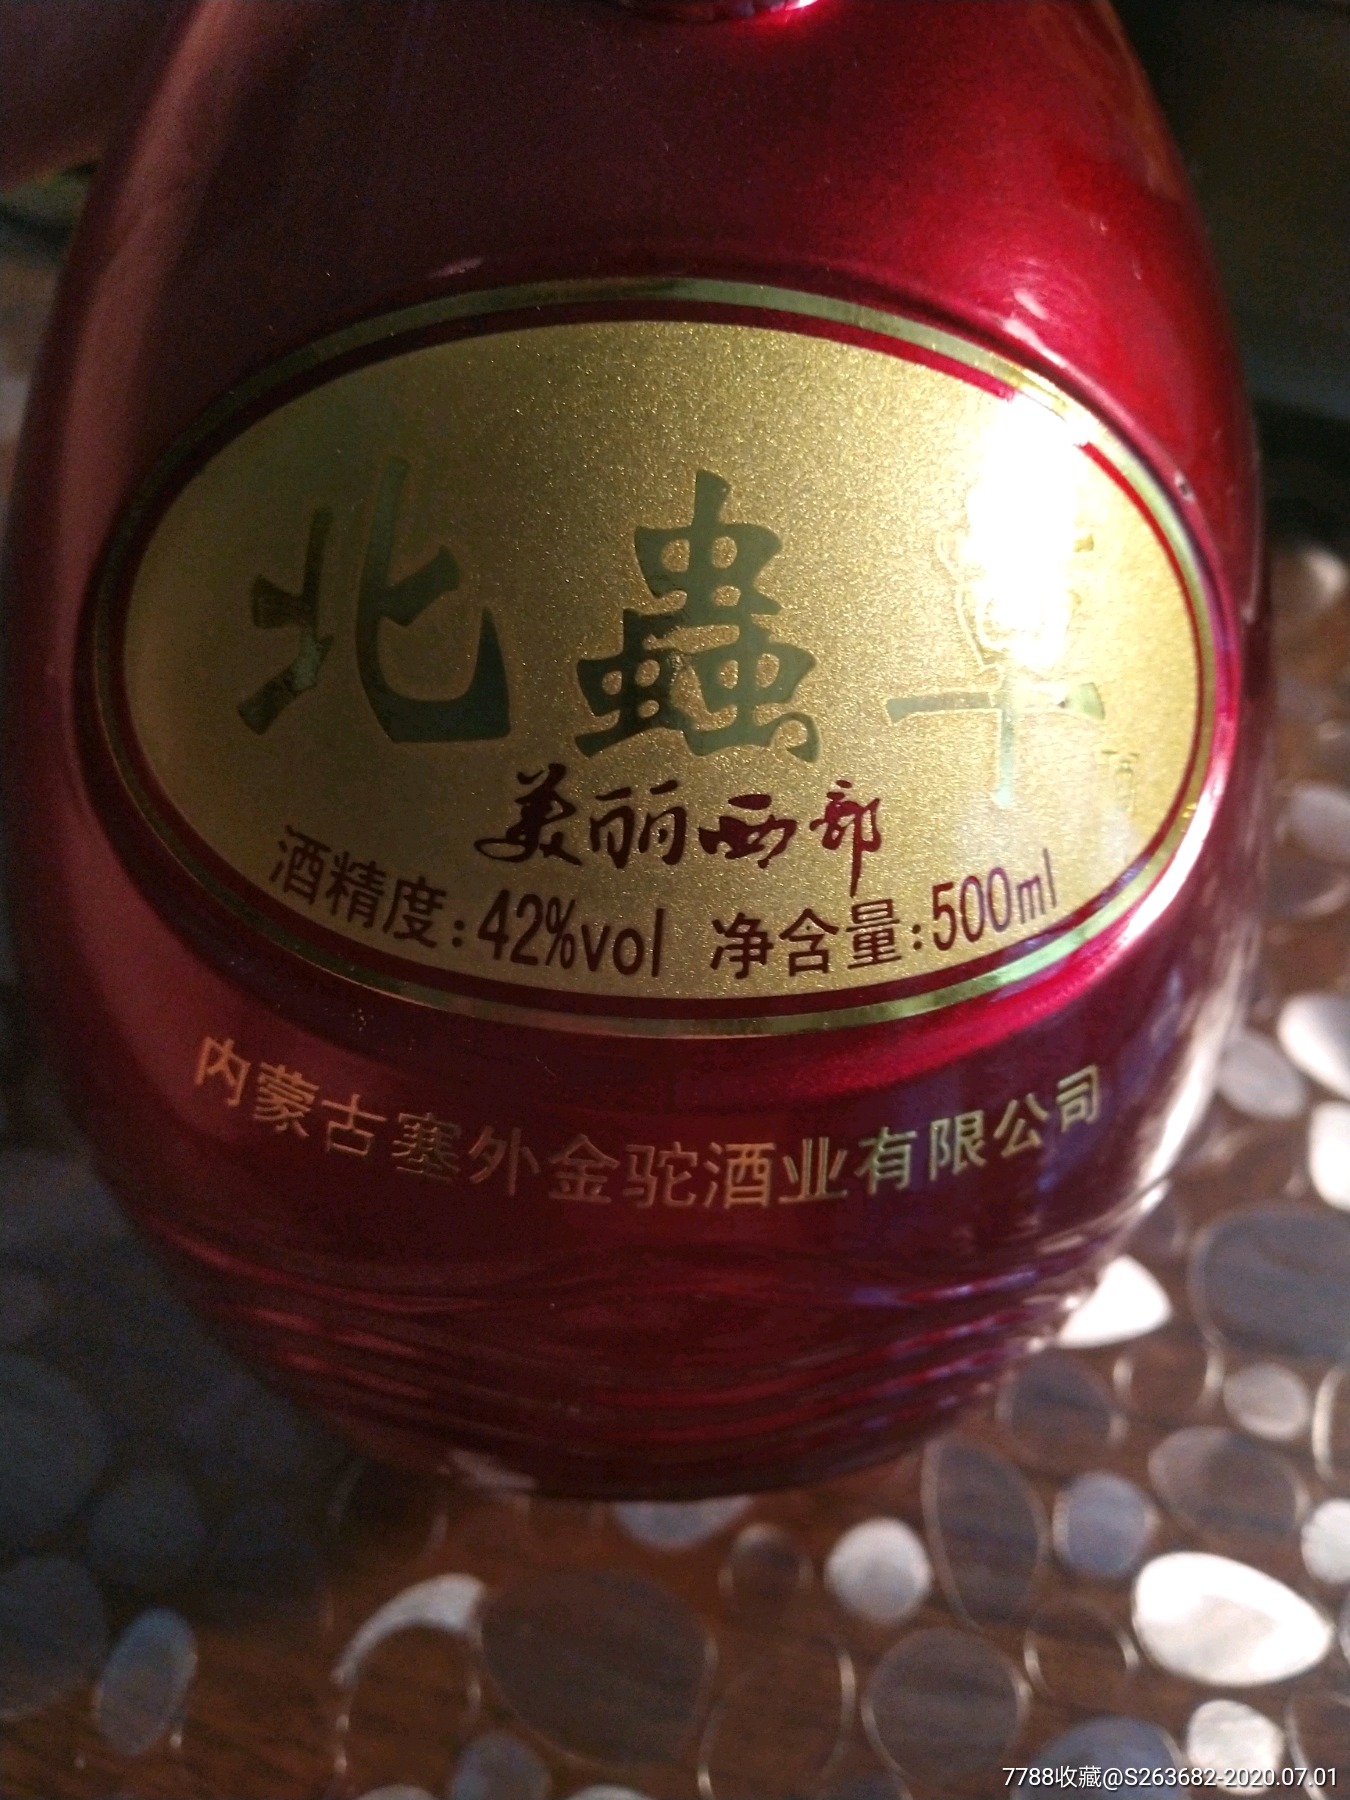 北蟲草
TM
美丽西部
酒精度:42%vol 净含量:500ml
内蒙古塞外金驼酒业有限公司
7788收藏@S263682-2020.07.01